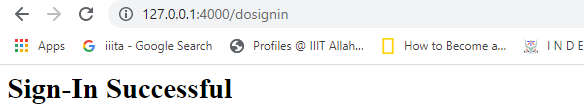 127.0.0.1:4000/dosignin
Apps iiita - Google Search Profiles @ IIIT Allah... How to Become a... I N D E
Sign-In Successful